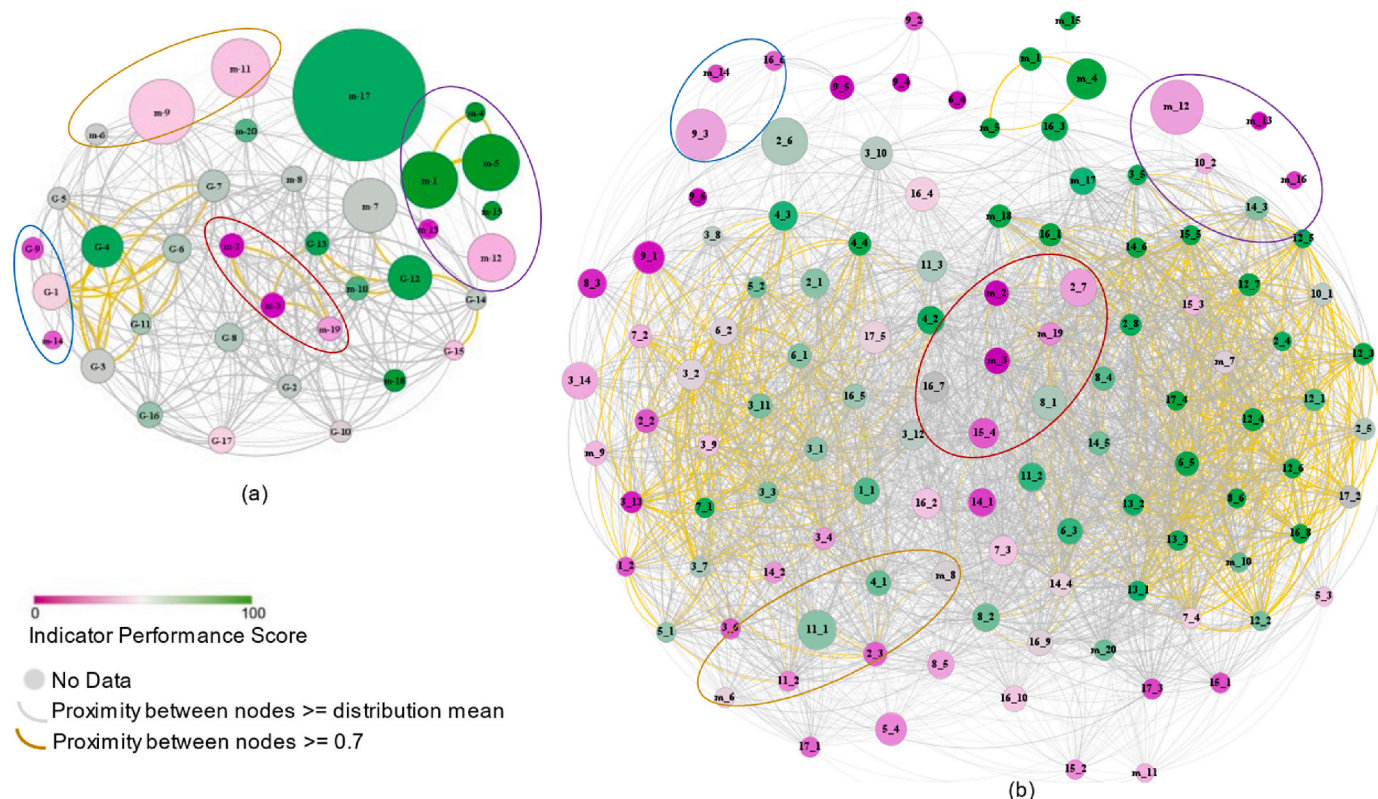 m-11
m-17
m-9
m-6
m-20
m-4
m-5
m-1
m-8
G-7
G-5
m-7
m-15
m-13
G-9
G-4
G-6
m-2
G-13
m-12
G-1
m-10
G-12
G-14
m-3
G-11
m-19
m-14
G-8
G-15
G-3
G-2
m-18
G-16
G-17
G-10
(a)
0
100
Indicator Performance Score
No Data
Proximity between nodes >= distribution mean
Proximity between nodes >= 0.7
9_2
m_15
16_6
m_1
m_14
9_5
9_4
m_4
6_4
m_12
m_13
9_3
2_6
m_5
16_3
3_10
10_2
m_17
3_5
m_16
9_6
16_4
14_3
4_3
m_18
3_8
4_4
16_1
14_6
15_5
12_5
9_1
11_3
8_3
5_2
2_1
m_2
2_7
12_7
10_1
15_3
4_2
2_8
7_2
6_2
17_5
m_19
2_4
6_1
m_3
m_7
12_3
3_14
3_2
16_7
8_4
16_5
8_1
17_4
12_1
3_11
2_2
12_4
2_5
3_12
15_4
3_9
14_5
m_9
3_1
6_5
12_6
11_2
3_3
1_1
8_13
7_1
16_2
14_1
13_2
8_6
17_2
6_3
3_4
13_3
16_8
7_3
1_2
3_7
14_2
m_10
4_1
m_8
14_4
13_1
5_3
8_2
7_4
12_2
5_1
3_6
11_1
16_9
2_3
m_20
8_5
11_2
17_3
15_1
m_6
16_10
5_4
17_1
15_2
m_11
(b)